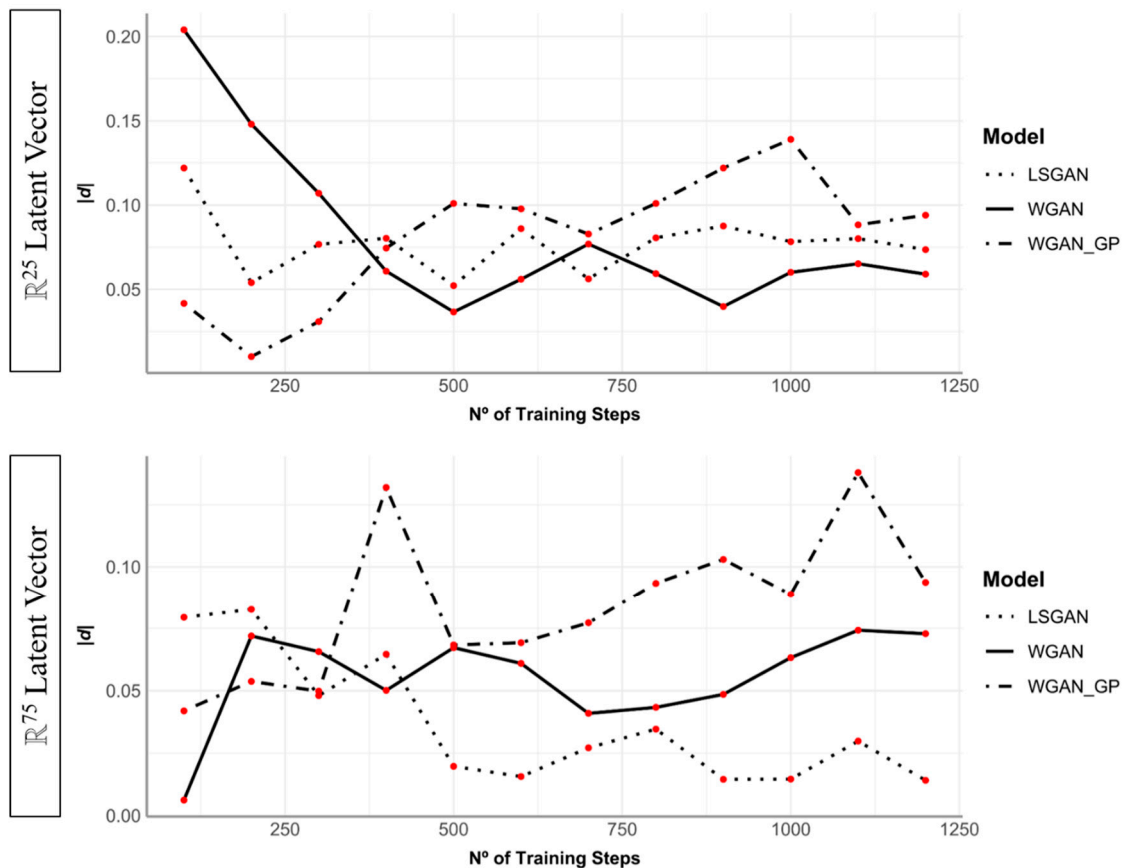 ℝ²⁵ Latent Vector
|d|
0.20
0.15
0.10
0.05
250 500 750 1000 1250
Nº of Training Steps
Model
LSGAN
WGAN
WGAN_GP
ℝ⁷⁵ Latent Vector
|d|
0.10
0.05
0.00
250 500 750 1000 1250
Nº of Training Steps
Model
LSGAN
WGAN
WGAN_GP